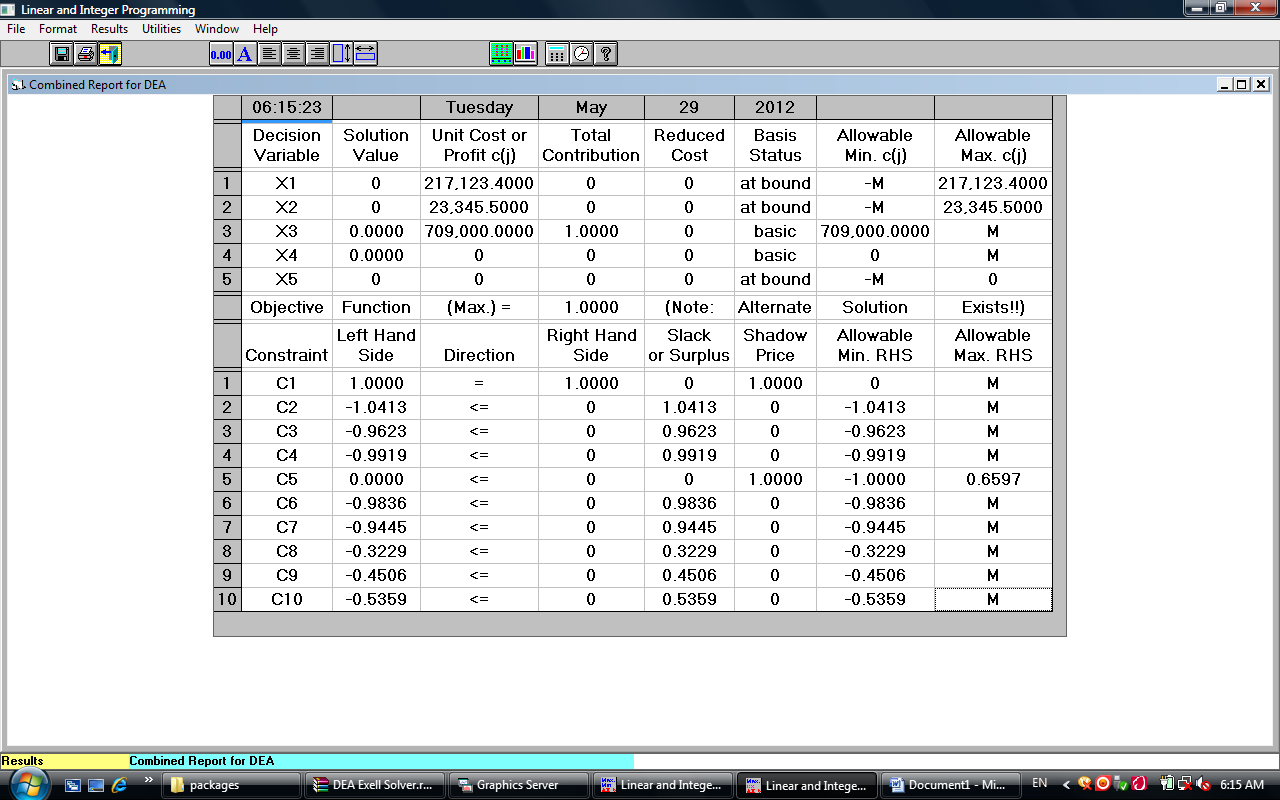 Linear and Integer Programming
File Format Results Utilities Window Help
0.00 A ?
Combined Report for DEA
06:15:23 Tuesday May 29 2012
Decision Solution Unit Cost or Total Reduced Basis Allowable Allowable
Variable Value Profit c(j) Contribution Cost Status Min. c(j) Max. c(j)
1 X1 0 217,123.4000 0 0 at bound -M 217,123.4000
2 X2 0 23,345.5000 0 0 at bound -M 23,345.5000
3 X3 0.0000 709,000.0000 1.0000 0 basic 709,000.0000 M
4 X4 0.0000 0 0 0 basic 0 M
5 X5 0 0 0 0 at bound -M 0
Objective Function (Max.) = 1.0000 (Note: Alternate Solution Exists!!)
Left Hand Right Hand Slack Shadow Allowable Allowable
Constraint Side Direction Side or Surplus Price Min. RHS Max. RHS
1 C1 1.0000 = 1.0000 0 1.0000 0 M
2 C2 -1.0413 <= 0 1.0413 0 -1.0413 M
3 C3 -0.9623 <= 0 0.9623 0 -0.9623 M
4 C4 -0.9919 <= 0 0.9919 0 -0.9919 M
5 C5 0.0000 <= 0 0 1.0000 -1.0000 0.6597
6 C6 -0.9836 <= 0 0.9836 0 -0.9836 M
7 C7 -0.9445 <= 0 0.9445 0 -0.9445 M
8 C8 -0.3229 <= 0 0.3229 0 -0.3229 M
9 C9 -0.4506 <= 0 0.4506 0 -0.4506 M
10 C10 -0.5359 <= 0 0.5359 0 -0.5359 M
Results Combined Report for DEA
» packages DEA Exell Solver.r... Graphics Server Linear and Intege... Linear and Intege... Document1 - Mi... EN < 6:15 AM